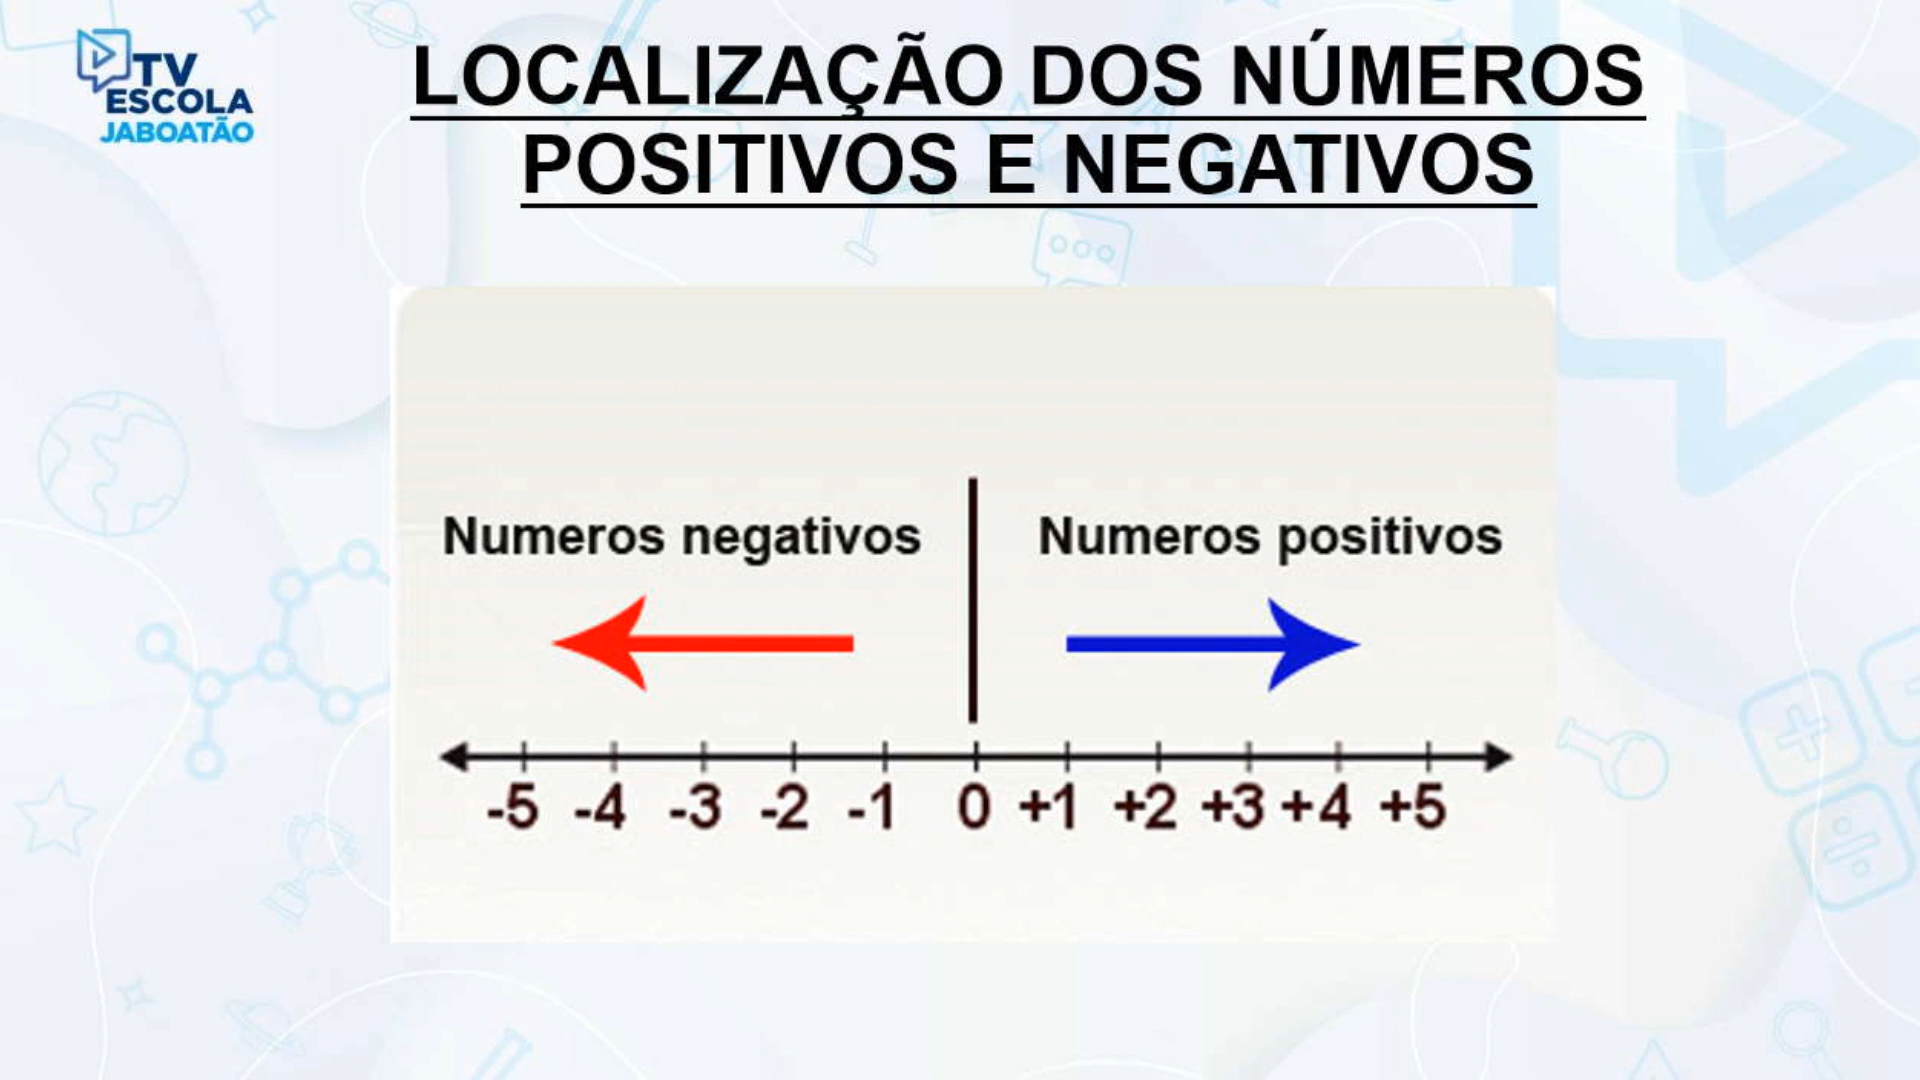 TV
ESCOLA
JABOATÃO
LOCALIZAÇÃO DOS NÚMEROS
POSITIVOS E NEGATIVOS
Numeros negativos
Numeros positivos
-5 -4 -3 -2 -1 0 +1 +2 +3 +4 +5